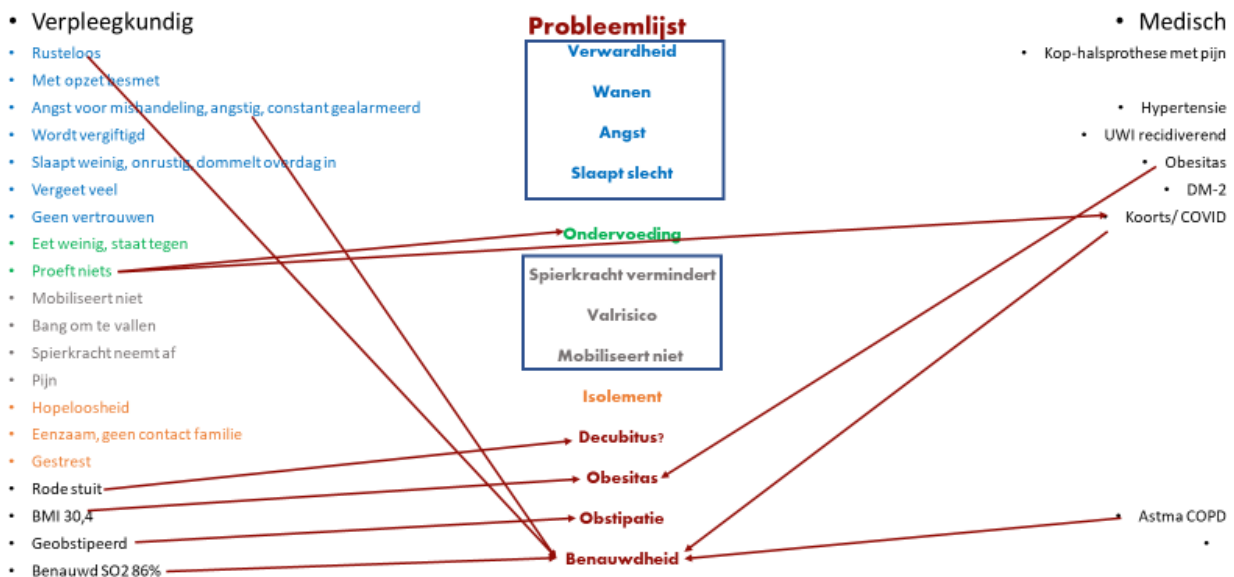 Verpleegkundig
Rusteloos
Met opzet besmet
Angst voor mishandeling, angstig, constant gealarmeerd
Wordt vergiftigd
Slaapt weinig, onrustig, dommelt overdag in
Vergeet veel
Geen vertrouwen
Eet weinig, staat tegen
Proeft niets
Mobiliseert niet
Bang om te vallen
Spierkracht neemt af
Pijn
Hopeloosheid
Eenzaam, geen contact familie
Gestrest
Rode stuit
BMI 30,4
Geobstipeerd
Benauwd SO2 86%
Probleemlijst
Verwardheid
Wanen
Angst
Slaapt slecht
Ondervoeding
Spierkracht vermindert
Valrisico
Mobiliseert niet
Isolement
Decubitus?
Obesitas
Obstipatie
Benauwdheid
Medisch
Kop-halsprothese met pijn
Hypertensie
UWI recidiverend
Obesitas
DM-2
Koorts/ COVID
Astma COPD